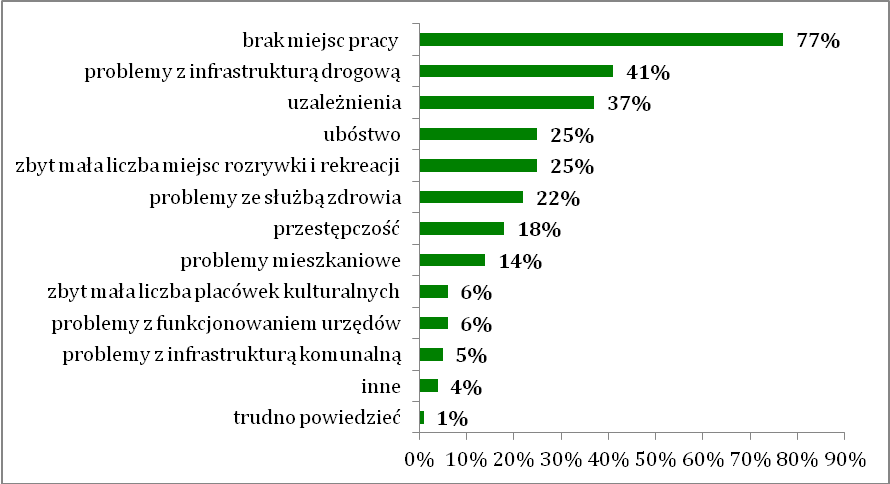 brak miejsc pracy 77%
problemy z infrastrukturą drogową 41%
uzależnienia 37%
ubóstwo 25%
zbyt mała liczba miejsc rozrywki i rekreacji 25%
problemy ze służbą zdrowia 22%
przestępczość 18%
problemy mieszkaniowe 14%
zbyt mała liczba placówek kulturalnych 6%
problemy z funkcjonowaniem urzędów 6%
problemy z infrastrukturą komunalną 5%
inne 4%
trudno powiedzieć 1%
0% 10% 20% 30% 40% 50% 60% 70% 80% 90%